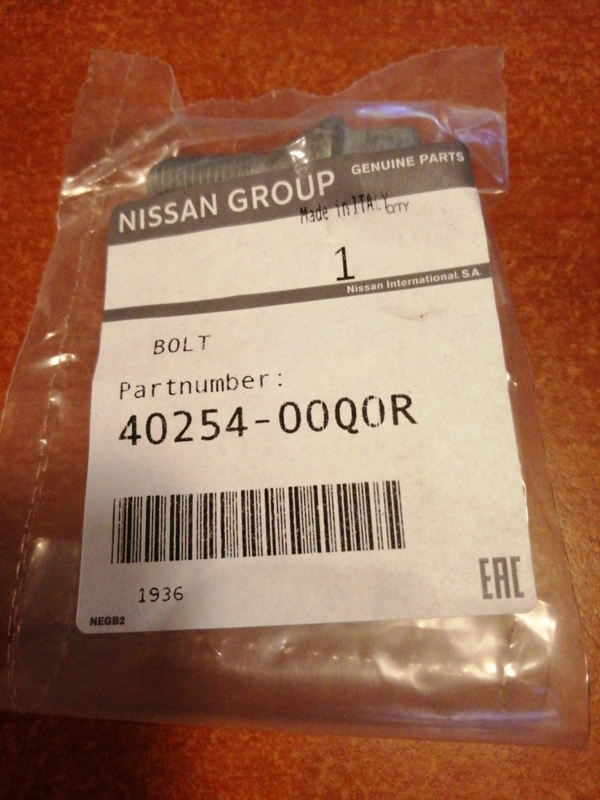 NISSAN GROUP GENUINE PARTS
Made in ITALY QTY
1
Nissan International, S.A.
BOLT
Partnumber:
40254-00Q0R
1936
EAC
NEGB2